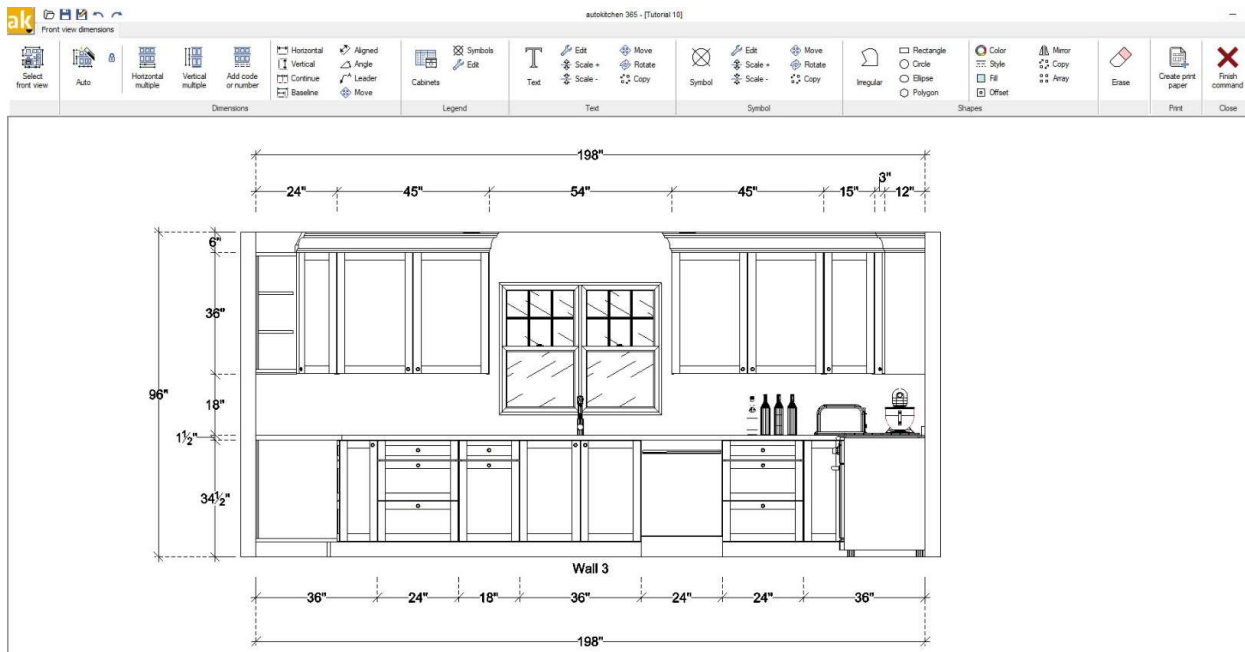 ak
autokitchen 365 - [Tutorial 10]
Front view dimensions
Select front view
Auto
Horizontal multiple
Vertical multiple
Add code or number
Horizontal
Vertical
Continue
Baseline
Aligned
Angle
Leader
Move
Dimensions
Cabinets
Symbols
Edit
Legend
Text
Edit
Scale +
Scale -
Move
Rotate
Copy
Text
Symbol
Edit
Scale +
Scale -
Move
Rotate
Copy
Symbol
Irregular
Rectangle
Circle
Ellipse
Polygon
Color
Style
Fill
Offset
Mirror
Copy
Array
Shapes
Erase
Create print paper
Print
Finish command
Close
198"
24" 45" 54" 45" 15" 3" 12"
6"
36"
96"
18"
1½"
34½"
Wall 3
36" 24" 18" 36" 24" 24" 36"
198"